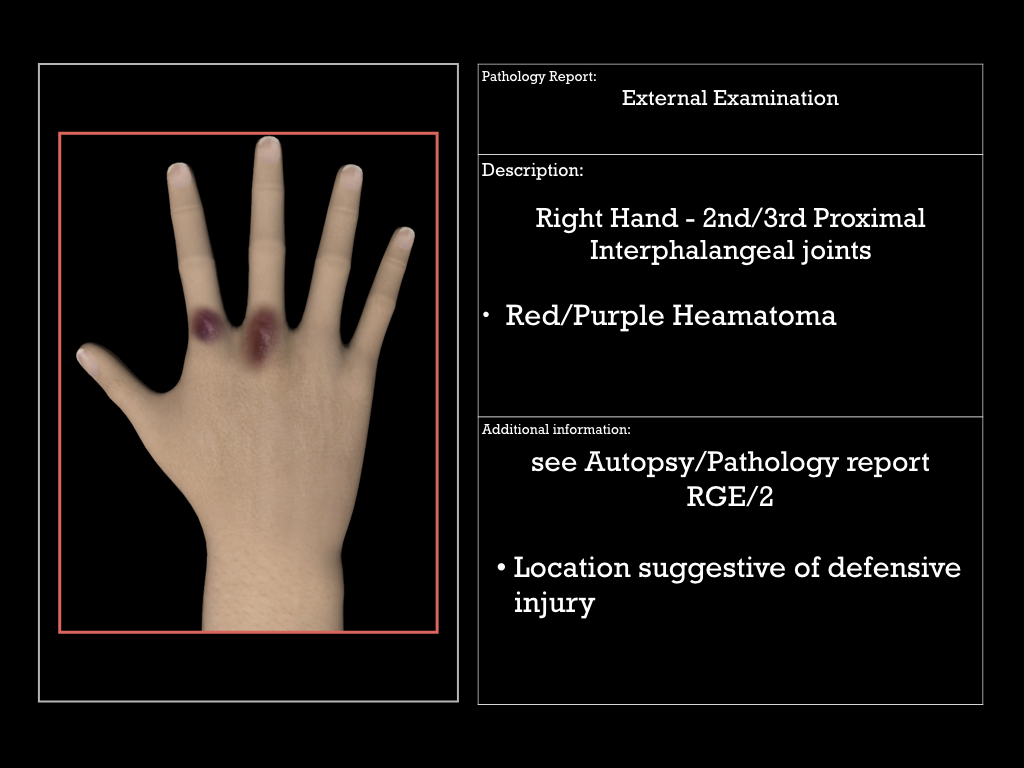 Pathology Report:
External Examination
Description:
Right Hand - 2nd/3rd Proximal
Interphalangeal joints
• Red/Purple Heamatoma
Additional information:
see Autopsy/Pathology report
RGE/2
• Location suggestive of defensive
injury